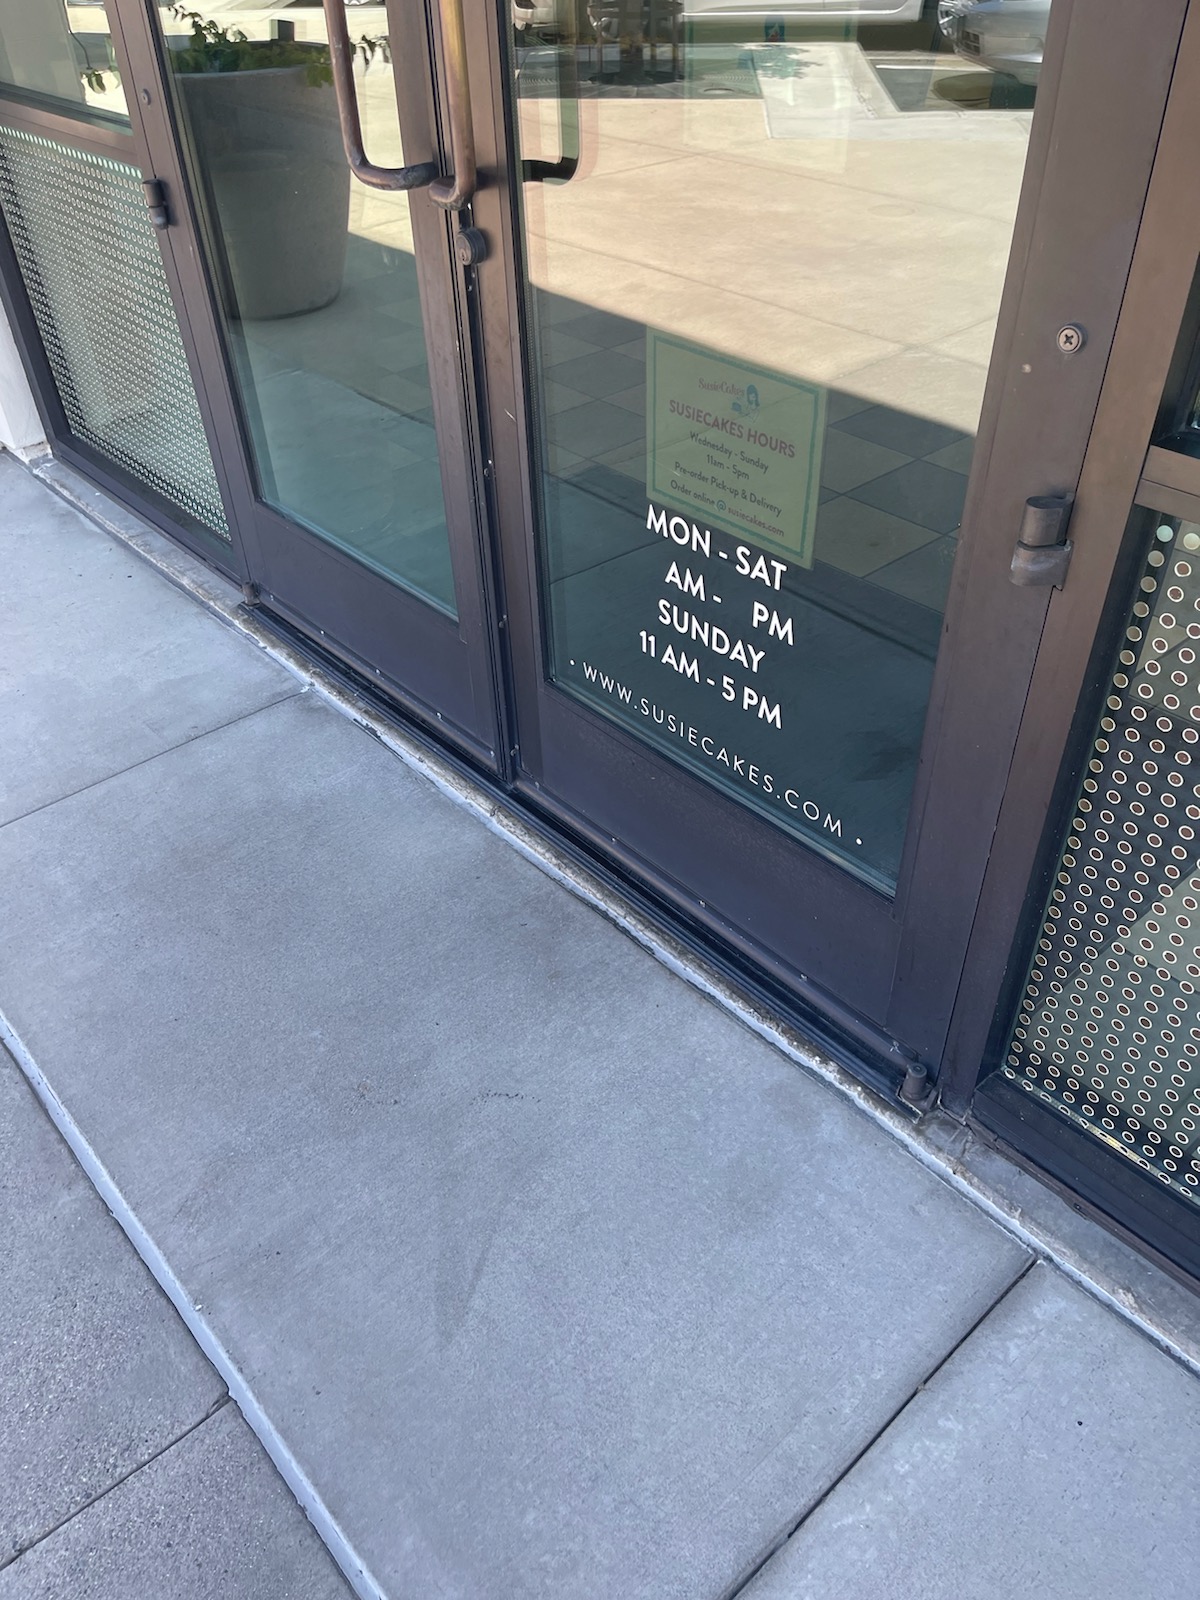 SusieCakes
SUSIECAKES HOURS
Wednesday - Sunday
11am - 5pm
Pre-order Pick-up & Delivery
Order online @ susiecakes.com
MON - SAT
AM - PM
SUNDAY
11 AM - 5 PM
• WWW.SUSIECAKES.COM •